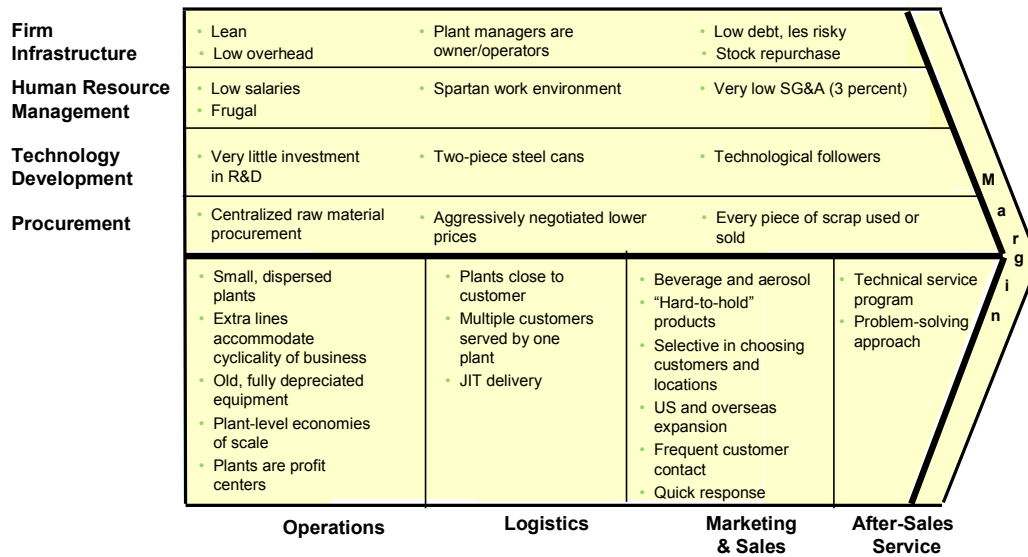 Firm
Infrastructure
• Lean
• Low overhead
• Plant managers are
owner/operators
• Low debt, les risky
• Stock repurchase
Human Resource
Management
• Low salaries
• Frugal
• Spartan work environment
• Very low SG&A (3 percent)
Technology
Development
• Very little investment
in R&D
• Two-piece steel cans
• Technological followers
Procurement
• Centralized raw material
procurement
• Aggressively negotiated lower
prices
• Every piece of scrap used or
sold
• Small, dispersed
plants
• Extra lines
accommodate
cyclicality of business
• Old, fully depreciated
equipment
• Plant-level economies
of scale
• Plants are profit
centers
• Plants close to
customer
• Multiple customers
served by one
plant
• JIT delivery
• Beverage and aerosol
• “Hard-to-hold”
products
• Selective in choosing
customers and
locations
• US and overseas
expansion
• Frequent customer
contact
• Quick response
• Technical service
program
• Problem-solving
approach
Margin
Operations
Logistics
Marketing
& Sales
After-Sales
Service